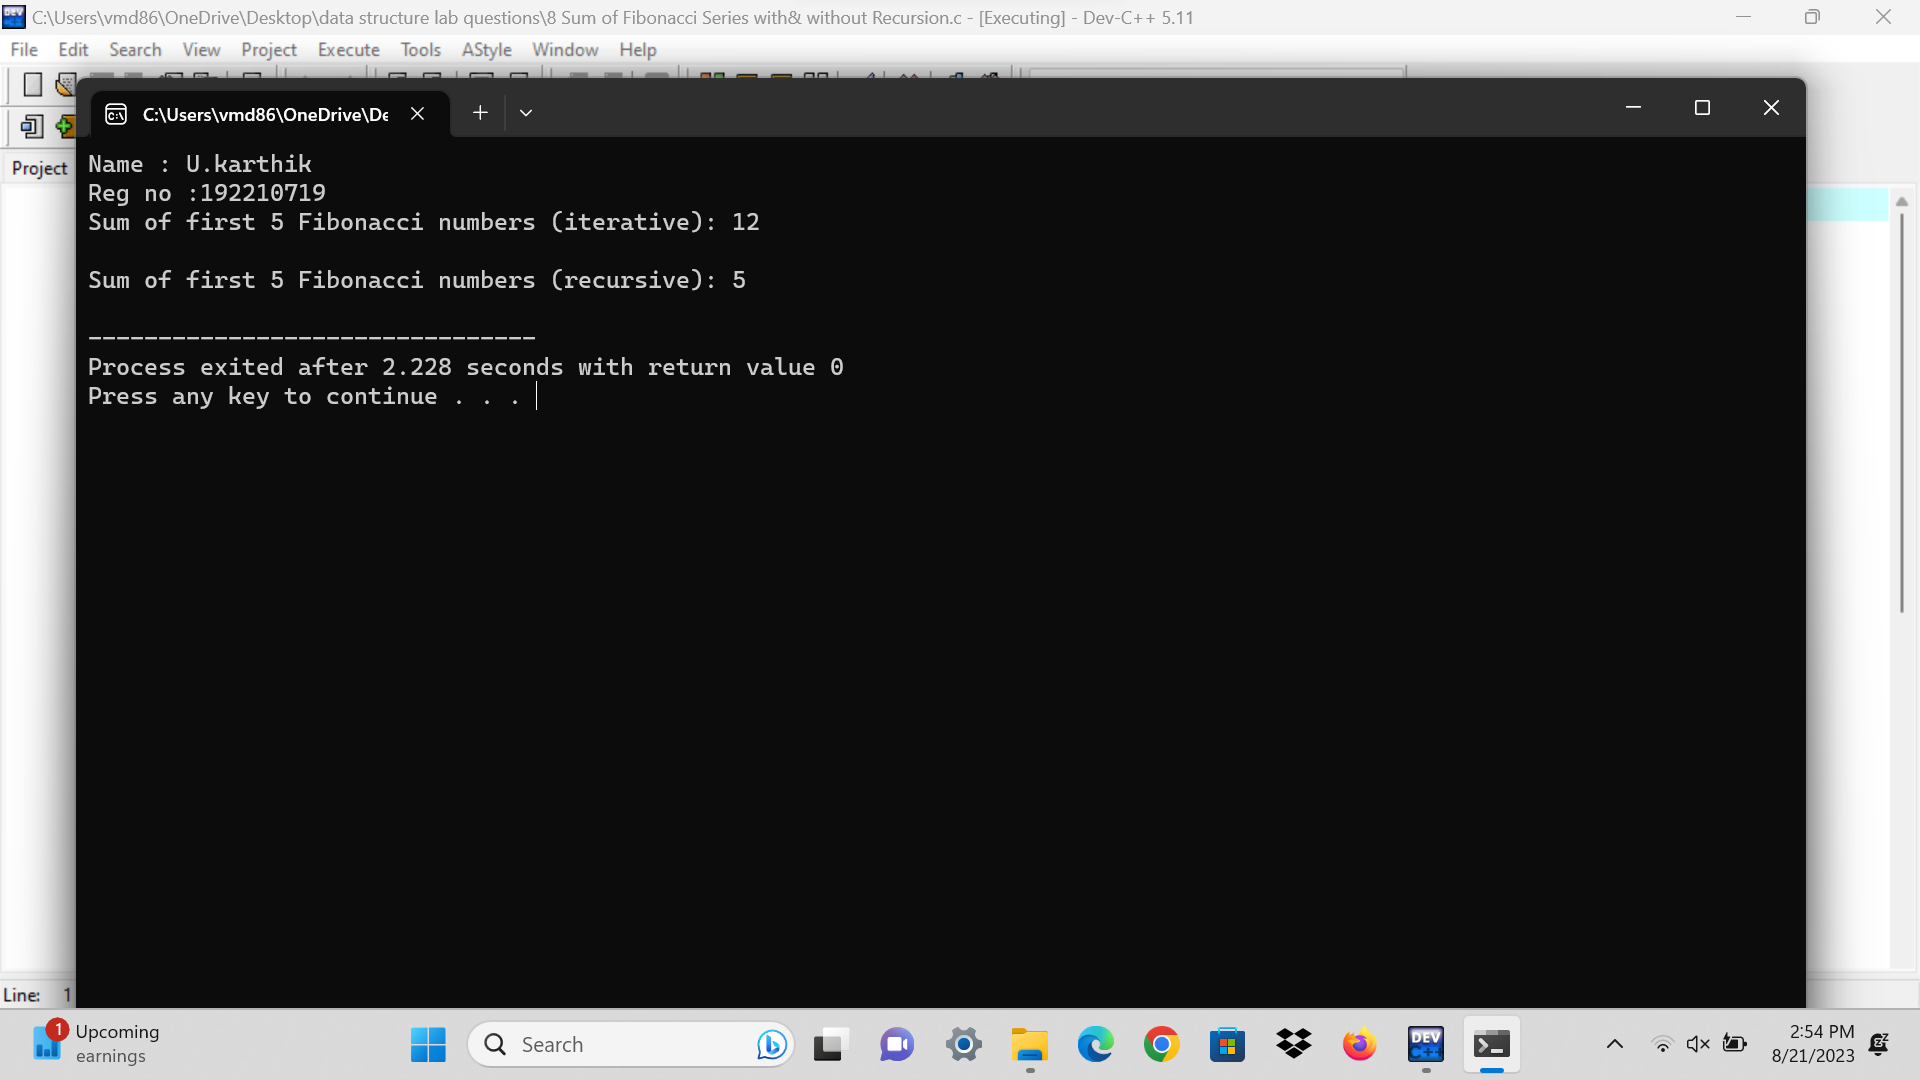 C:\Users\vmd86\OneDrive\Desktop\data structure lab questions\8 Sum of Fibonacci Series with& without Recursion.c - [Executing] - Dev-C++ 5.11
File Edit Search View Project Execute Tools AStyle Window Help
C:\Users\vmd86\OneDrive\De
Project
Name : U.karthik
Reg no :192210719
Sum of first 5 Fibonacci numbers (iterative): 12
Sum of first 5 Fibonacci numbers (recursive): 5
--------------------------------
Process exited after 2.228 seconds with return value 0
Press any key to continue . . .
Line: 1
1
Upcoming
earnings
Search
DEV
C++
2:54 PM
8/21/2023